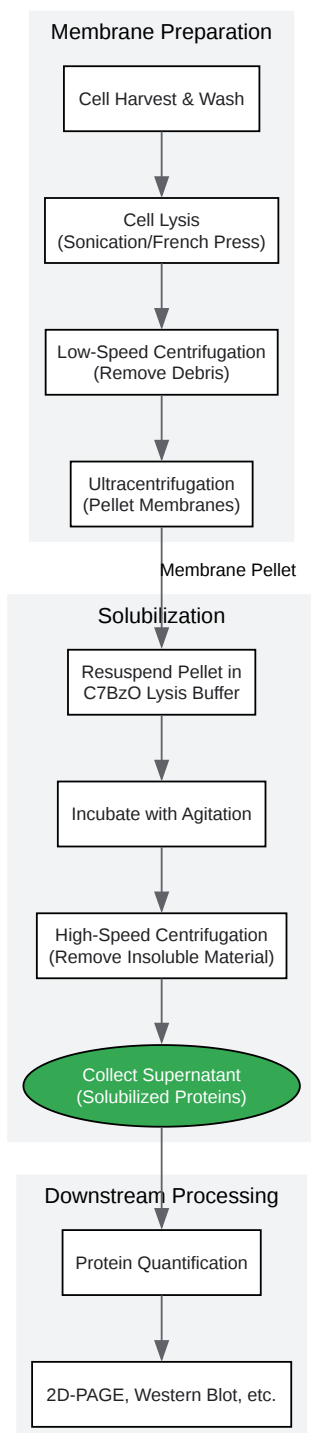 Membrane Preparation
Cell Harvest & Wash
Cell Lysis
(Sonication/French Press)
Low-Speed Centrifugation
(Remove Debris)
Ultracentrifugation
(Pellet Membranes)
Membrane Pellet
Solubilization
Resuspend Pellet in
C7BzO Lysis Buffer
Incubate with Agitation
High-Speed Centrifugation
(Remove Insoluble Material)
Collect Supernatant
(Solubilized Proteins)
Downstream Processing
Protein Quantification
2D-PAGE, Western Blot, etc.